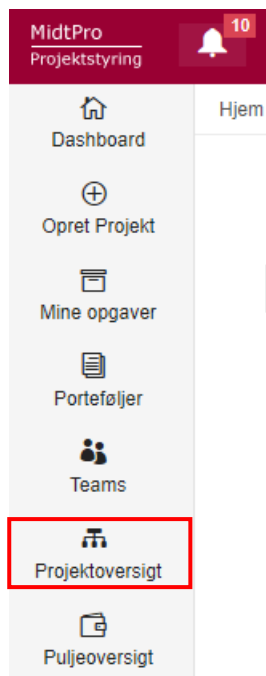 MidtPro
Projektstyring
10
Hjem
Dashboard
Opret Projekt
Mine opgaver
Porteføljer
Teams
Projektoversigt
Puljeoversigt